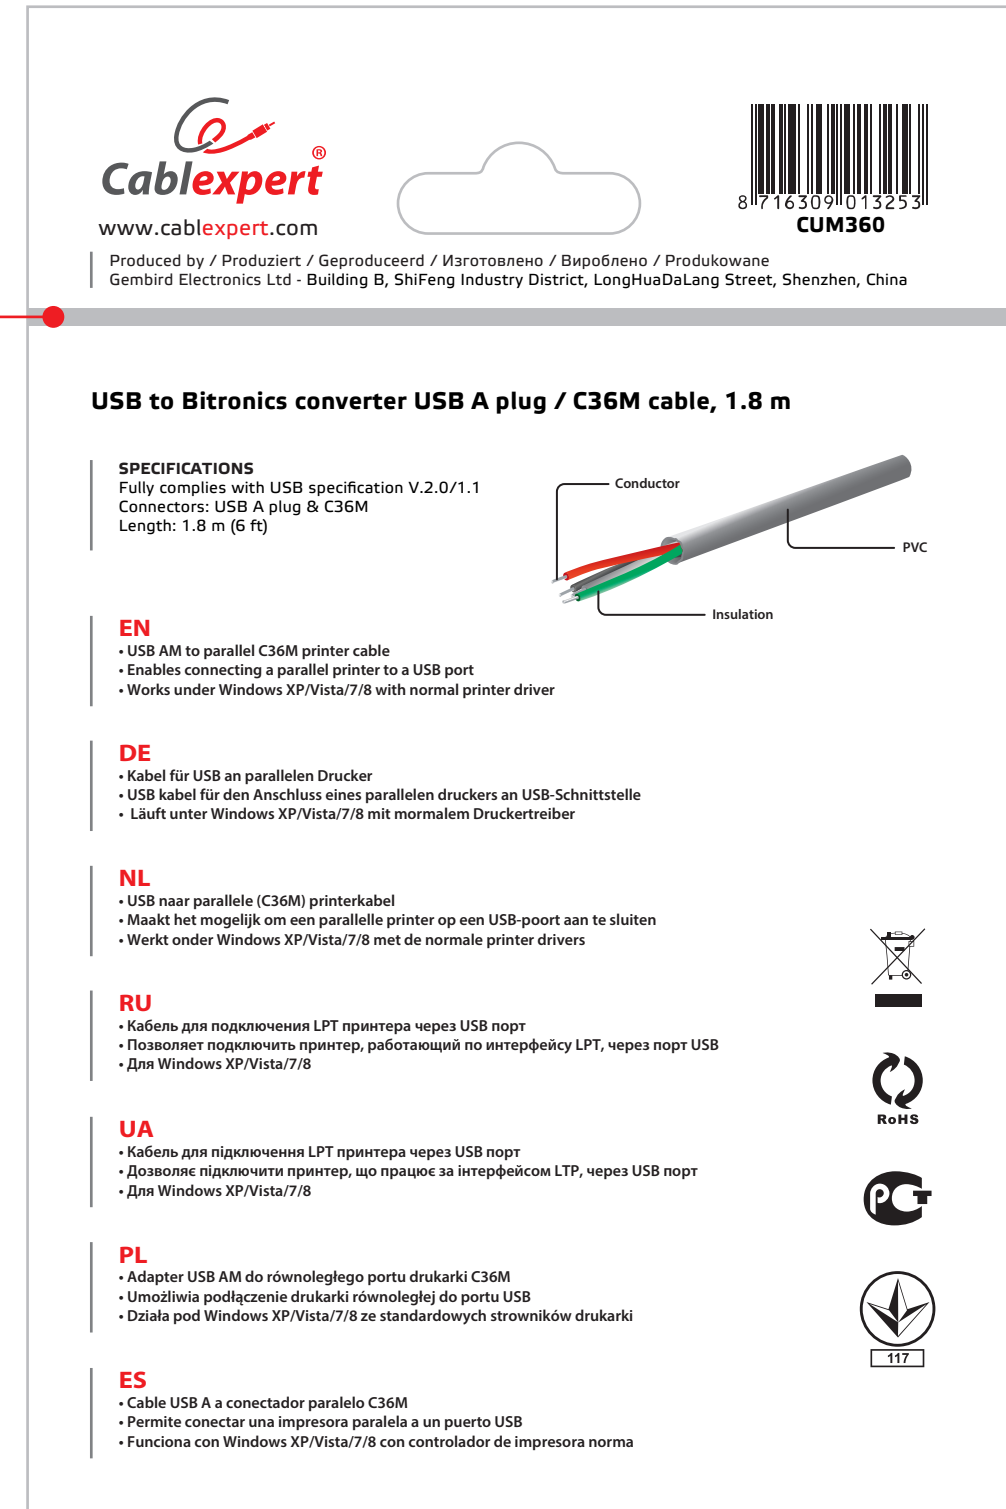 Cablexpert®
www.cablexpert.com
8 716309 013253
CUM360
Produced by / Produziert / Geproduceerd / Изготовлено / Вироблено / Produkowane
Gembird Electronics Ltd - Building B, ShiFeng Industry District, LongHuaDaLang Street, Shenzhen, China
USB to Bitronics converter USB A plug / C36M cable, 1.8 m
SPECIFICATIONS
Fully complies with USB specification V.2.0/1.1
Connectors: USB A plug & C36M
Length: 1.8 m (6 ft)
Conductor
PVC
Insulation
EN
• USB AM to parallel C36M printer cable
• Enables connecting a parallel printer to a USB port
• Works under Windows XP/Vista/7/8 with normal printer driver
DE
• Kabel für USB an parallelen Drucker
• USB kabel für den Anschluss eines parallelen druckers an USB-Schnittstelle
• Läuft unter Windows XP/Vista/7/8 mit mormalem Druckertreiber
NL
• USB naar parallele (C36M) printerkabel
• Maakt het mogelijk om een parallelle printer op een USB-poort aan te sluiten
• Werkt onder Windows XP/Vista/7/8 met de normale printer drivers
RU
• Кабель для подключения LPT принтера через USB порт
• Позволяет подключить принтер, работающий по интерфейсу LPT, через порт USB
• Для Windows XP/Vista/7/8
UA
• Кабель для підключення LPT принтера через USB порт
• Дозволяє підключити принтер, що працює за інтерфейсом LTP, через USB порт
• Для Windows XP/Vista/7/8
PL
• Adapter USB AM do równoległego portu drukarki C36M
• Umożliwia podłączenie drukarki równoległej do portu USB
• Działa pod Windows XP/Vista/7/8 ze standardowych strowników drukarki
ES
• Cable USB A a conectador paralelo C36M
• Permite conectar una impresora paralela a un puerto USB
• Funciona con Windows XP/Vista/7/8 con controlador de impresora norma
RoHS
РСТ
117